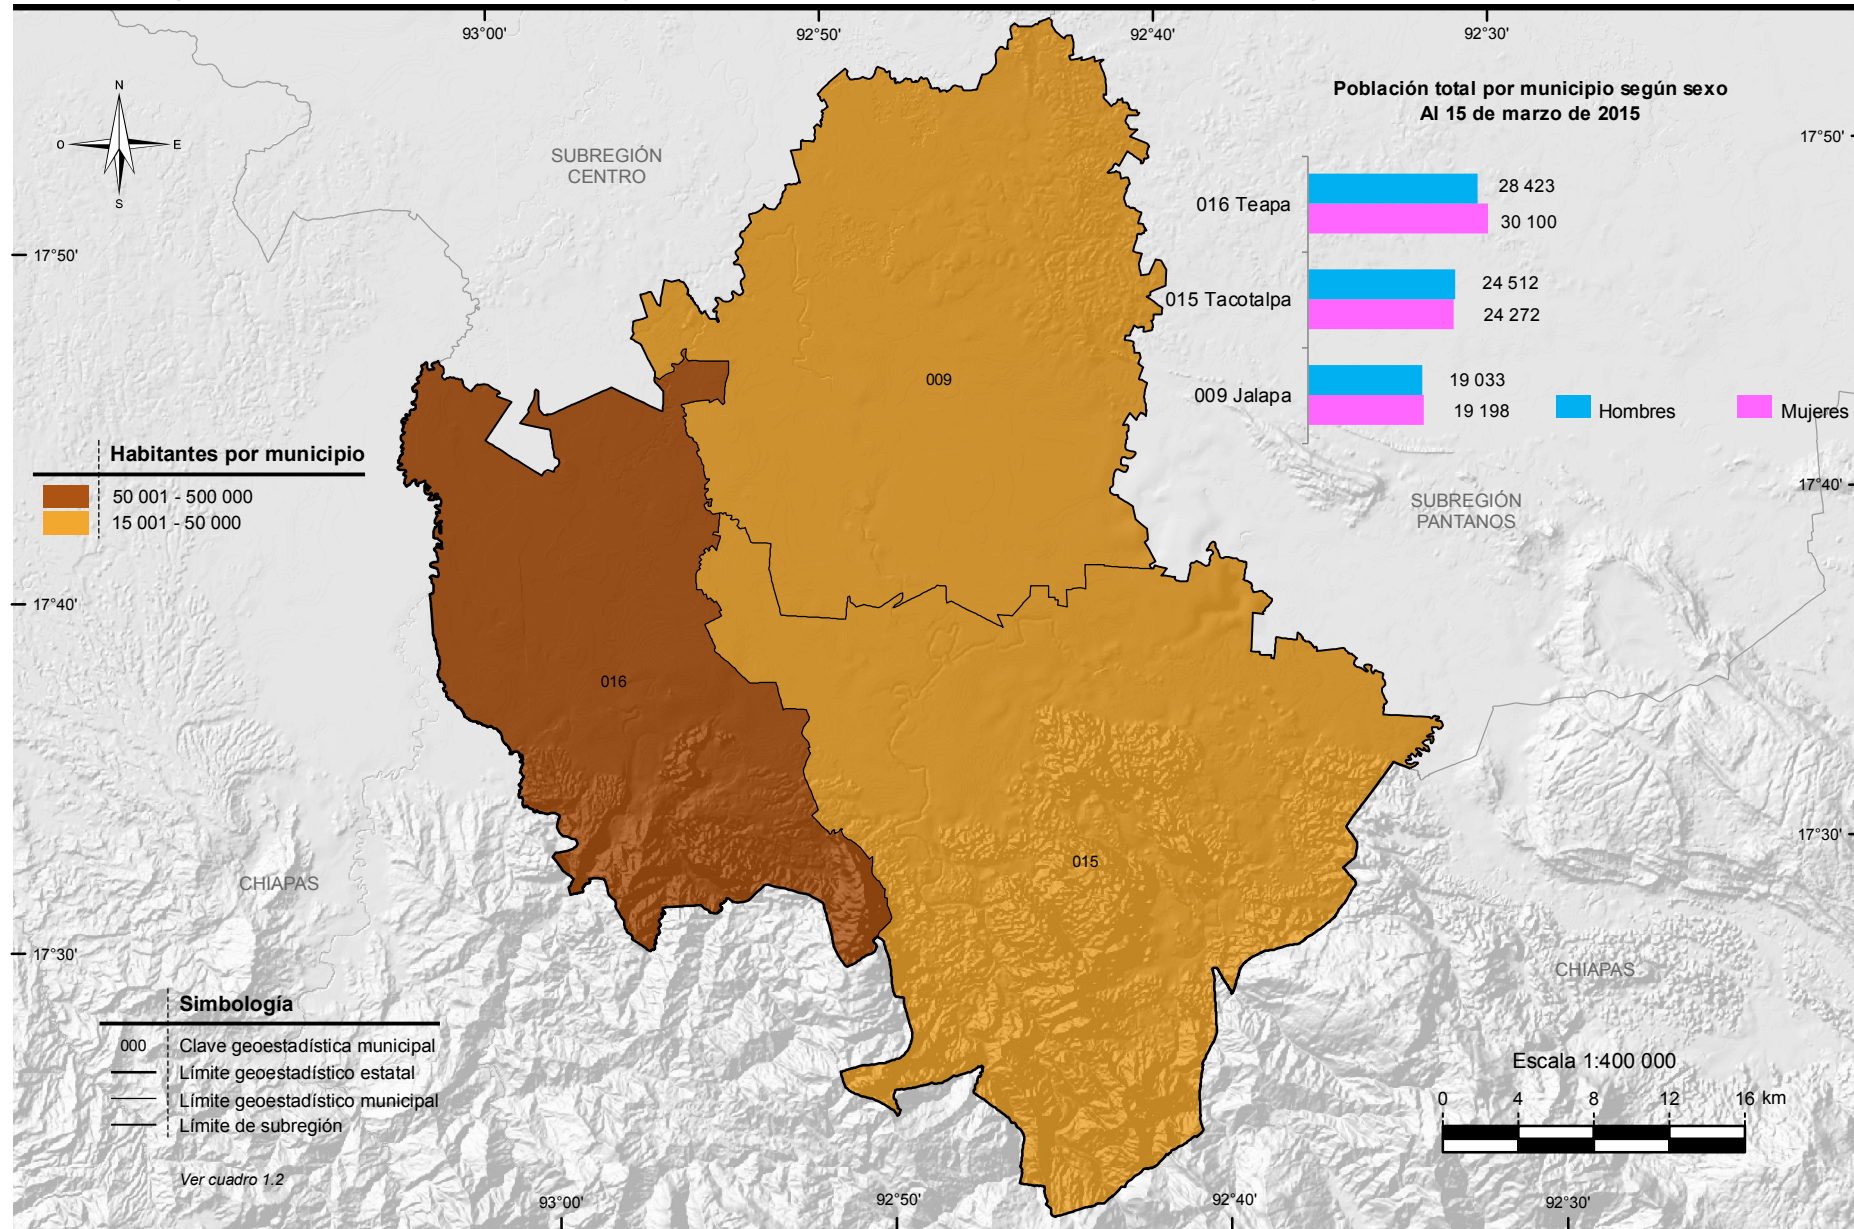 93°00'
92°50'
92°40'
92°30'
N
O
E
S
Población total por municipio según sexo
Al 15 de marzo de 2015
17°50'
SUBREGIÓN
CENTRO
016 Teapa
28 423
30 100
17°50'
015 Tacotalpa
24 512
24 272
009
009 Jalapa
19 033
19 198
Hombres
Mujeres
Habitantes por municipio
50 001 - 500 000
15 001 - 50 000
SUBREGIÓN
PANTANOS
17°40'
17°40'
016
015
17°30'
CHIAPAS
17°30'
CHIAPAS
Simbología
000 Clave geoestadística municipal
Límite geoestadístico estatal
Límite geoestadístico municipal
Límite de subregión
Ver cuadro 1.2
Escala 1:400 000
0 4 8 12 16 km
93°00'
92°50'
92°40'
92°30'